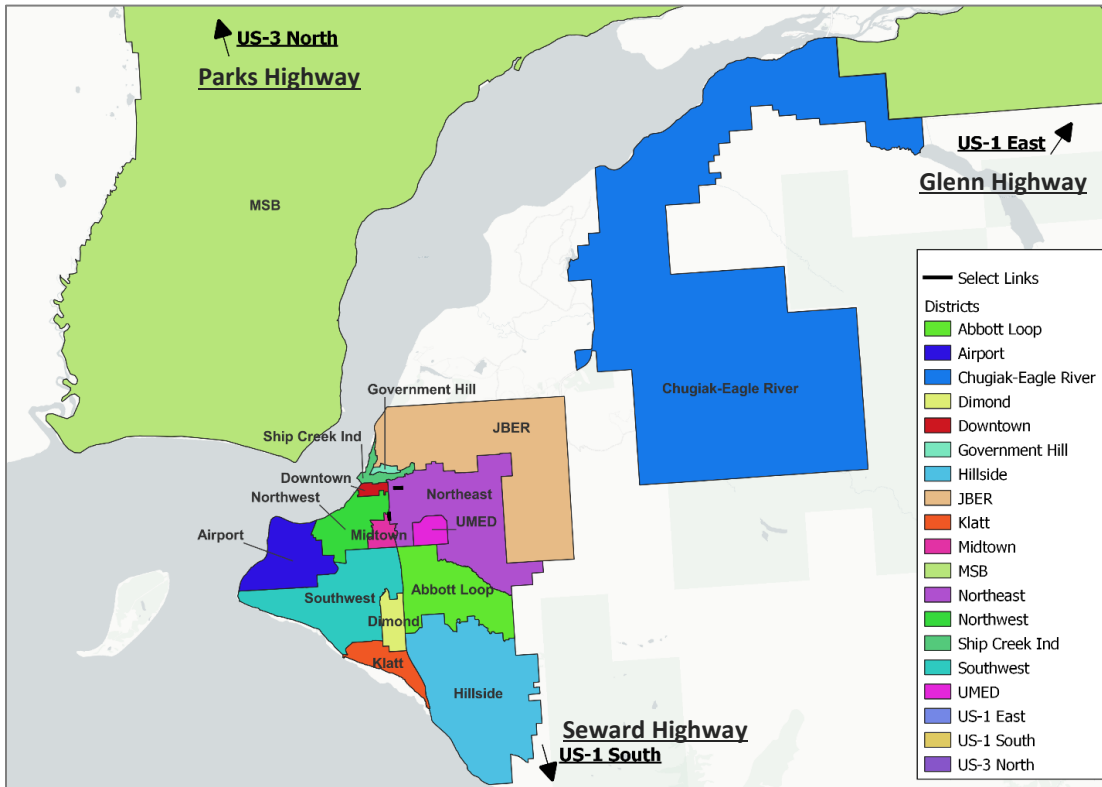 US-3 North
Parks Highway
US-1 East
Glenn Highway
MSB
Select Links
Districts
Abbott Loop
Airport
Chugiak-Eagle River
Dimond
Downtown
Government Hill
Hillside
JBER
Klatt
Midtown
MSB
Northeast
Northwest
Ship Creek Ind
Southwest
UMED
US-1 East
US-1 South
US-3 North
Chugiak-Eagle River
Government Hill
JBER
Ship Creek Ind
Downtown
Northwest
Northeast
UMED
Airport
Midtown
Southwest
Abbott Loop
Dimond
Klatt
Hillside
Seward Highway
US-1 South